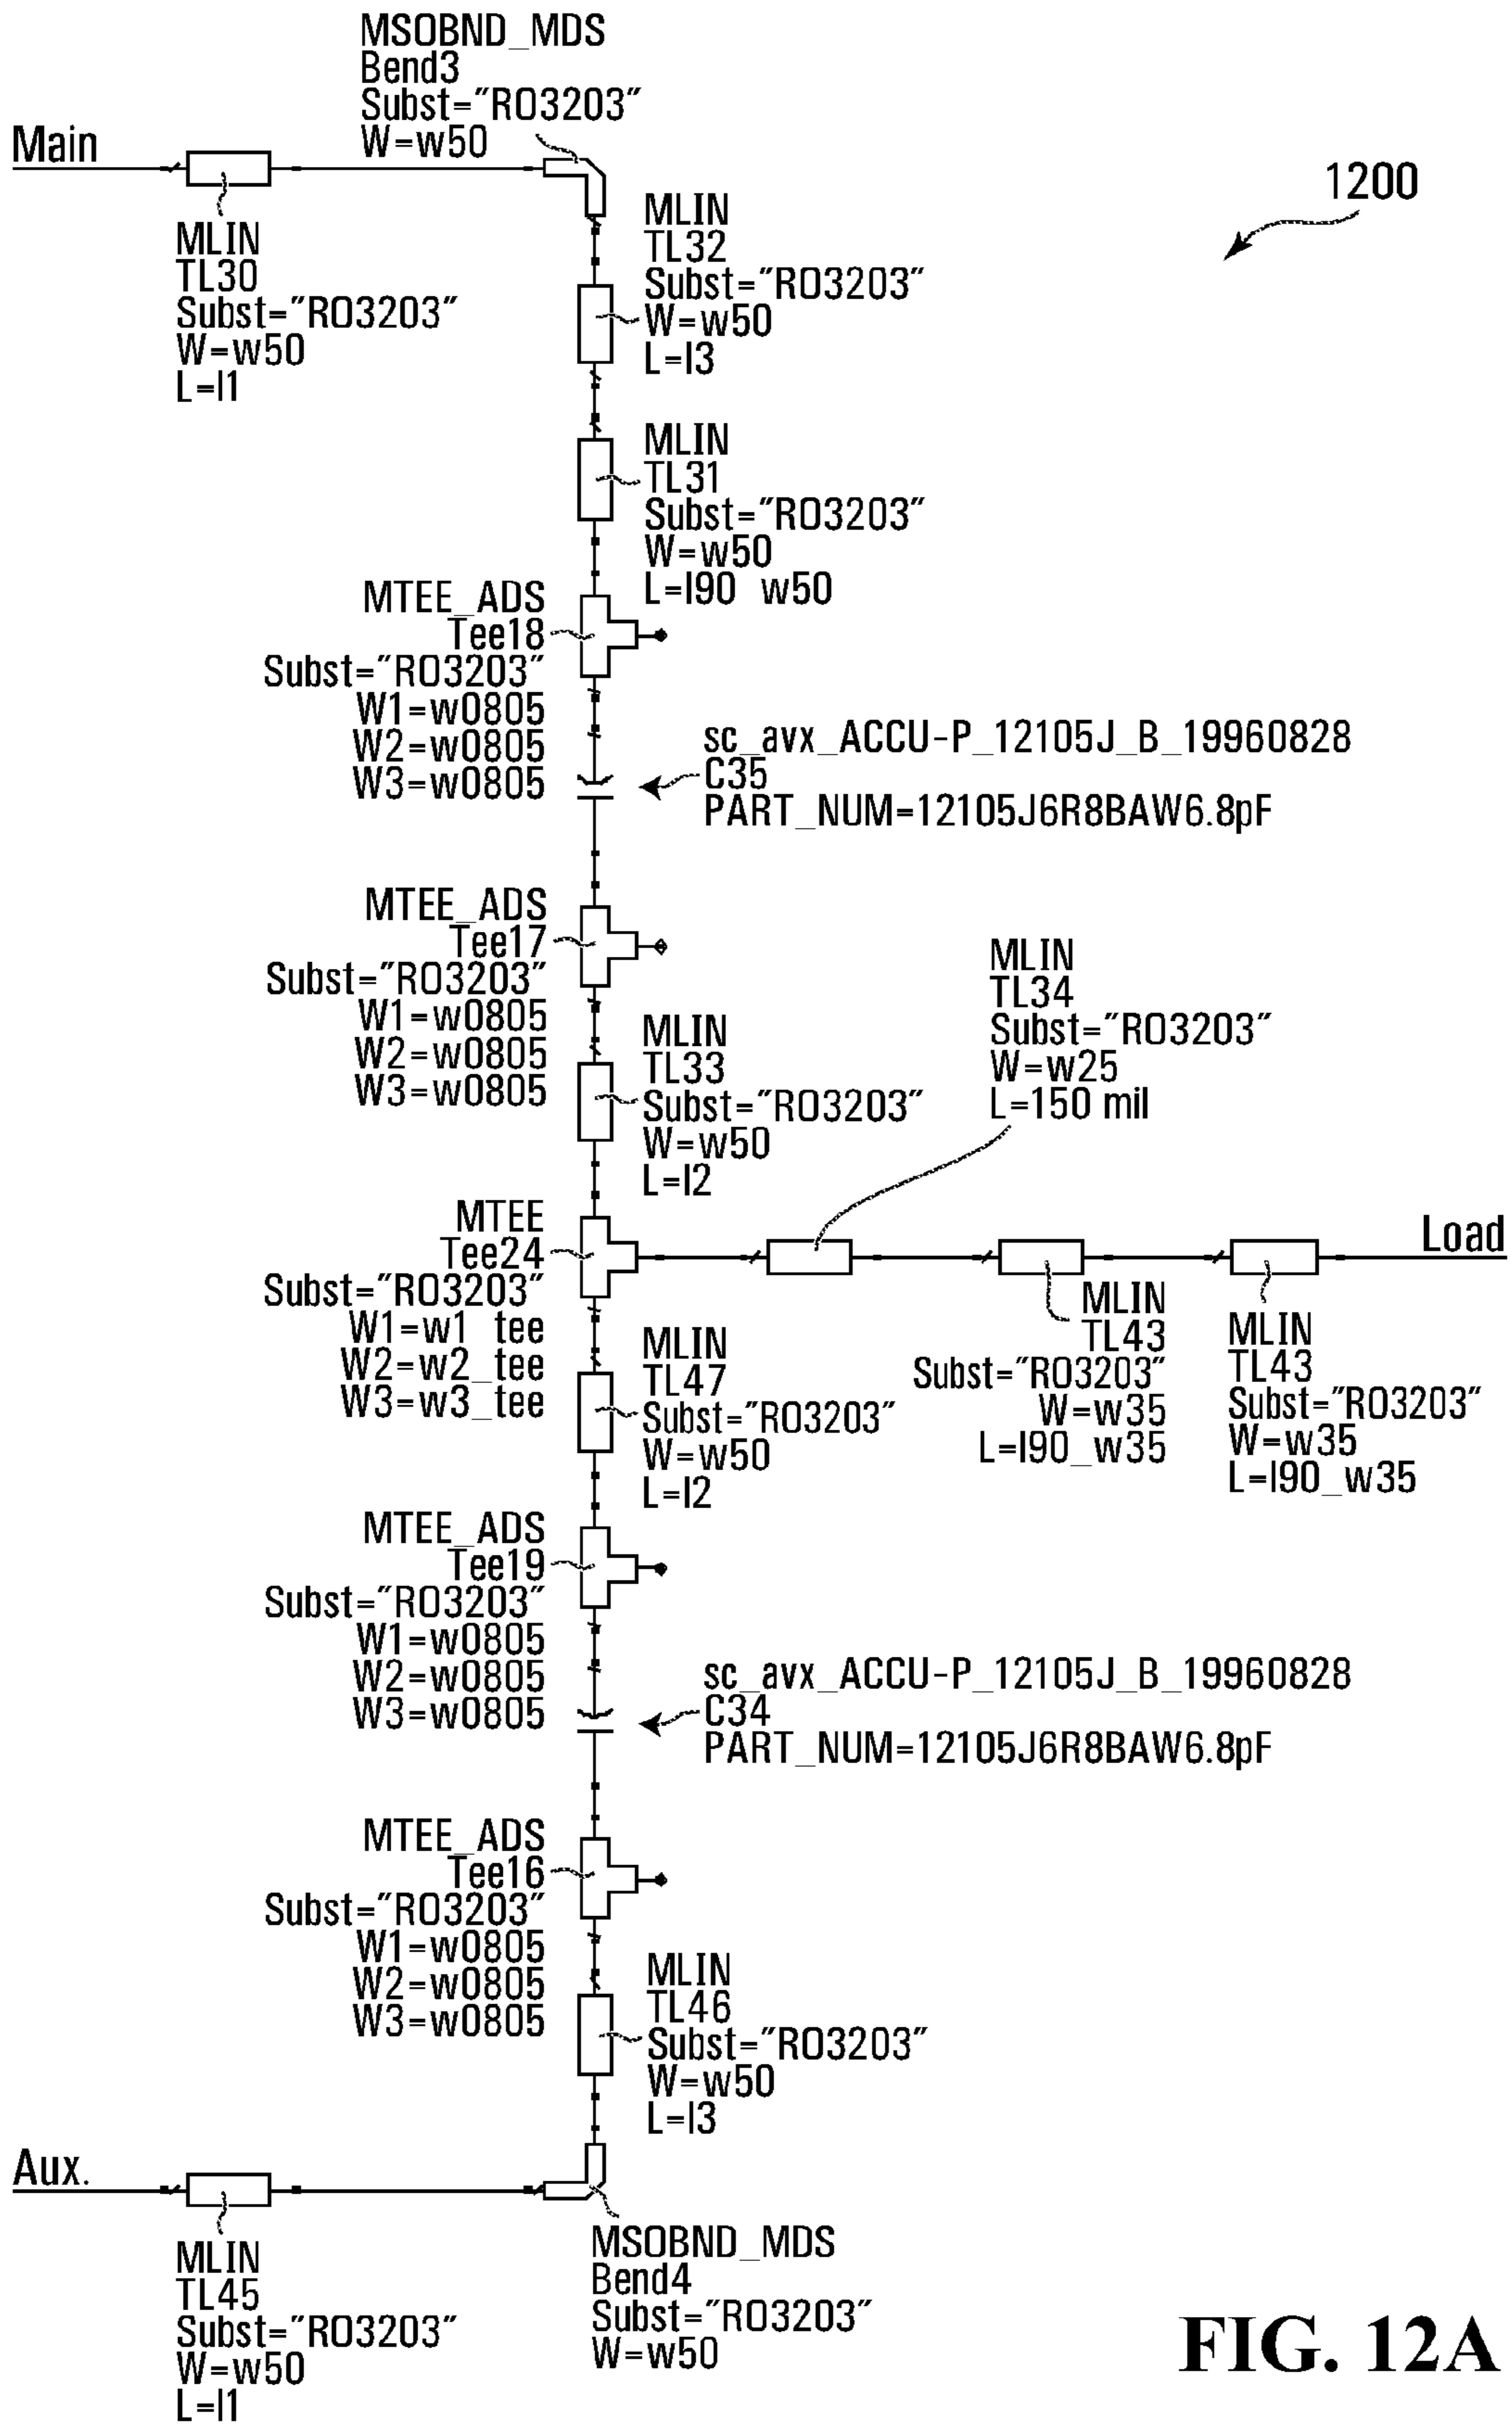 MSOBND_MDS
Bend3
Subst="RO3203"
W=w50
Main
1200
MLIN
TL30
Subst="RO3203"
W=w50
L=l1
MLIN
TL32
Subst="RO3203"
W=w50
L=l3
MLIN
TL31
Subst="RO3203"
W=w50
L=l90 w50
MTEE_ADS
Tee18
Subst="RO3203"
W1=w0805
W2=w0805
W3=w0805
sc_avx_ACCU-P_12105J_B_19960828
C35
PART_NUM=12105J6R8BAW6.8pF
MTEE_ADS
Tee17
Subst="RO3203"
W1=w0805
W2=w0805
W3=w0805
MLIN
TL33
Subst="RO3203"
W=w50
L=l2
MLIN
TL34
Subst="RO3203"
W=w25
L=150 mil
MTEE
Tee24
Subst="RO3203"
W1=w1_tee
W2=w2_tee
W3=w3_tee
Load
MLIN
TL43
Subst="RO3203"
W=w35
L=l90_w35
MLIN
TL43
Subst="RO3203"
W=w35
L=l90_w35
MLIN
TL47
Subst="RO3203"
W=w50
L=l2
MTEE_ADS
Tee19
Subst="RO3203"
W1=w0805
W2=w0805
W3=w0805
sc_avx_ACCU-P_12105J_B_19960828
C34
PART_NUM=12105J6R8BAW6.8pF
MTEE_ADS
Tee16
Subst="RO3203"
W1=w0805
W2=w0805
W3=w0805
MLIN
TL46
Subst="RO3203"
W=w50
L=l3
Aux.
MLIN
TL45
Subst="RO3203"
W=w50
L=l1
MSOBND_MDS
Bend4
Subst="RO3203"
W=w50
FIG. 12A